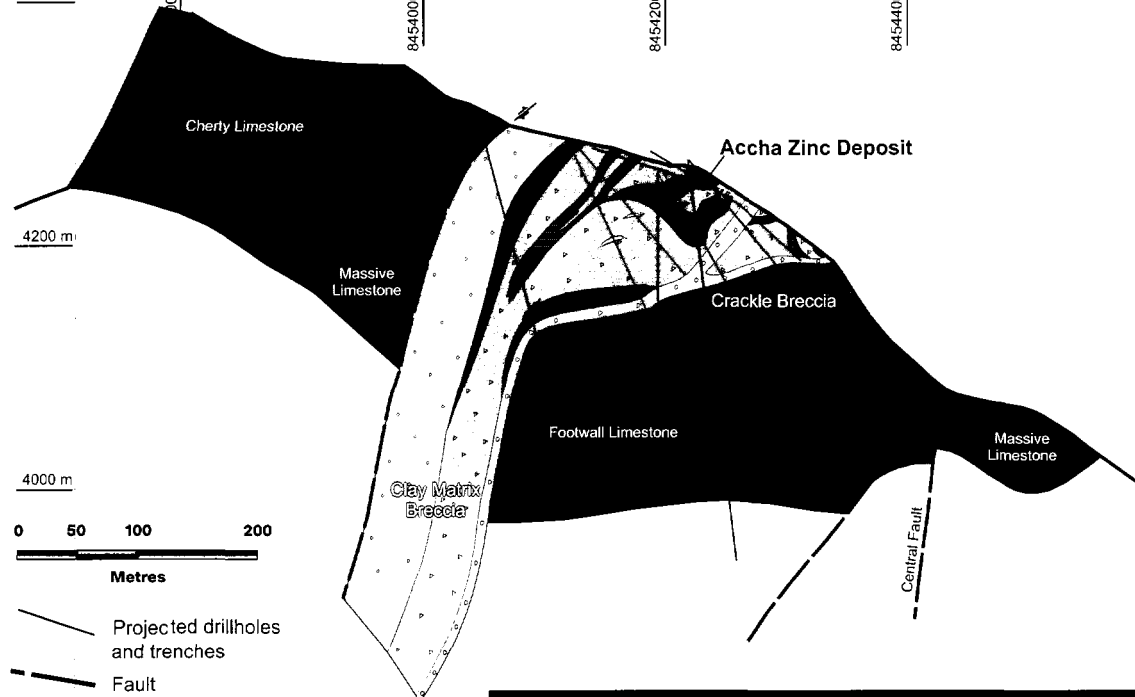 845400
845420
845440
Cherty Limestone
Accha Zinc Deposit
4200 m
Massive
Limestone
Crackle Breccia
Footwall Limestone
Massive
Limestone
4000 m
Clay Matrix
Breccia
Central Fault
0 50 100 200
Metres
Projected drillholes
and trenches
Fault